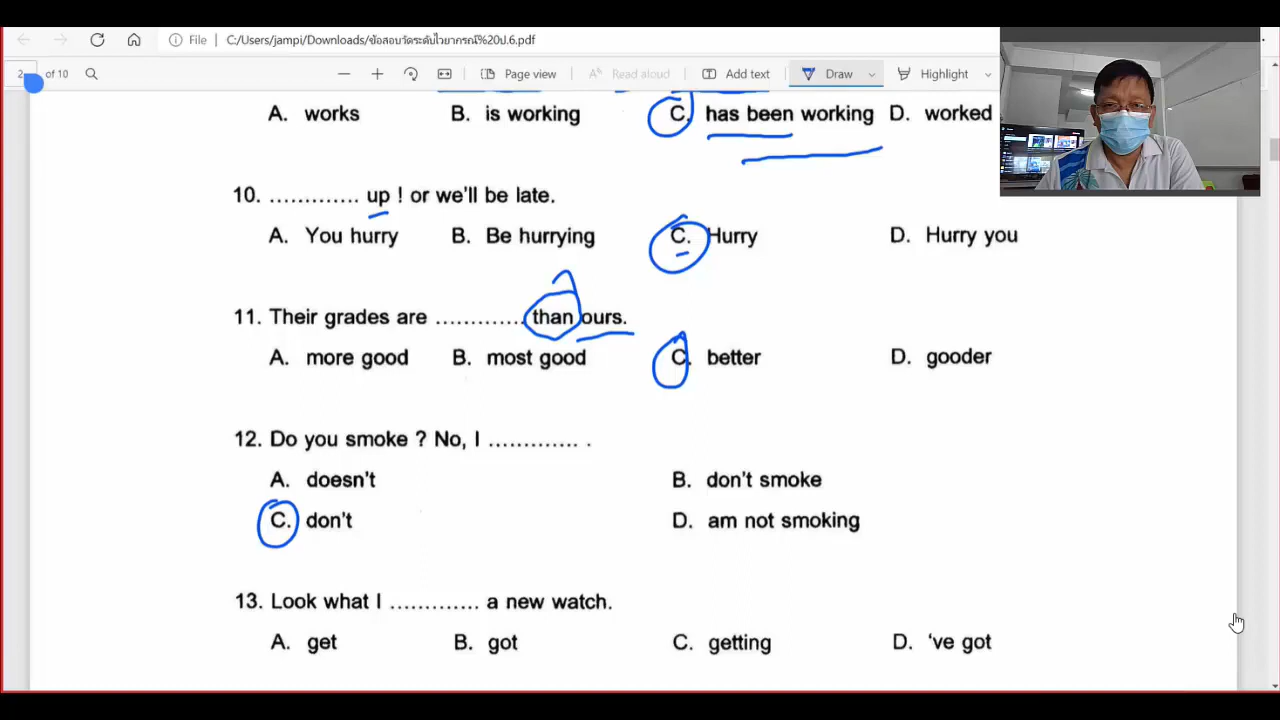 File C:/Users/jampi/Downloads/ข้อสอบวัดระดับไวยากรณ์%20ป.6.pdf
2 of 10 Page view Read aloud Add text Draw Highlight
A. works B. is working C. has been working D. worked
10. ............. up ! or we'll be late.
A. You hurry B. Be hurrying C. Hurry D. Hurry you
11. Their grades are ............. than ours.
A. more good B. most good C. better D. gooder
12. Do you smoke ? No, I ............. .
A. doesn't B. don't smoke
C. don't D. am not smoking
13. Look what I ............. a new watch.
A. get B. got C. getting D. 've got